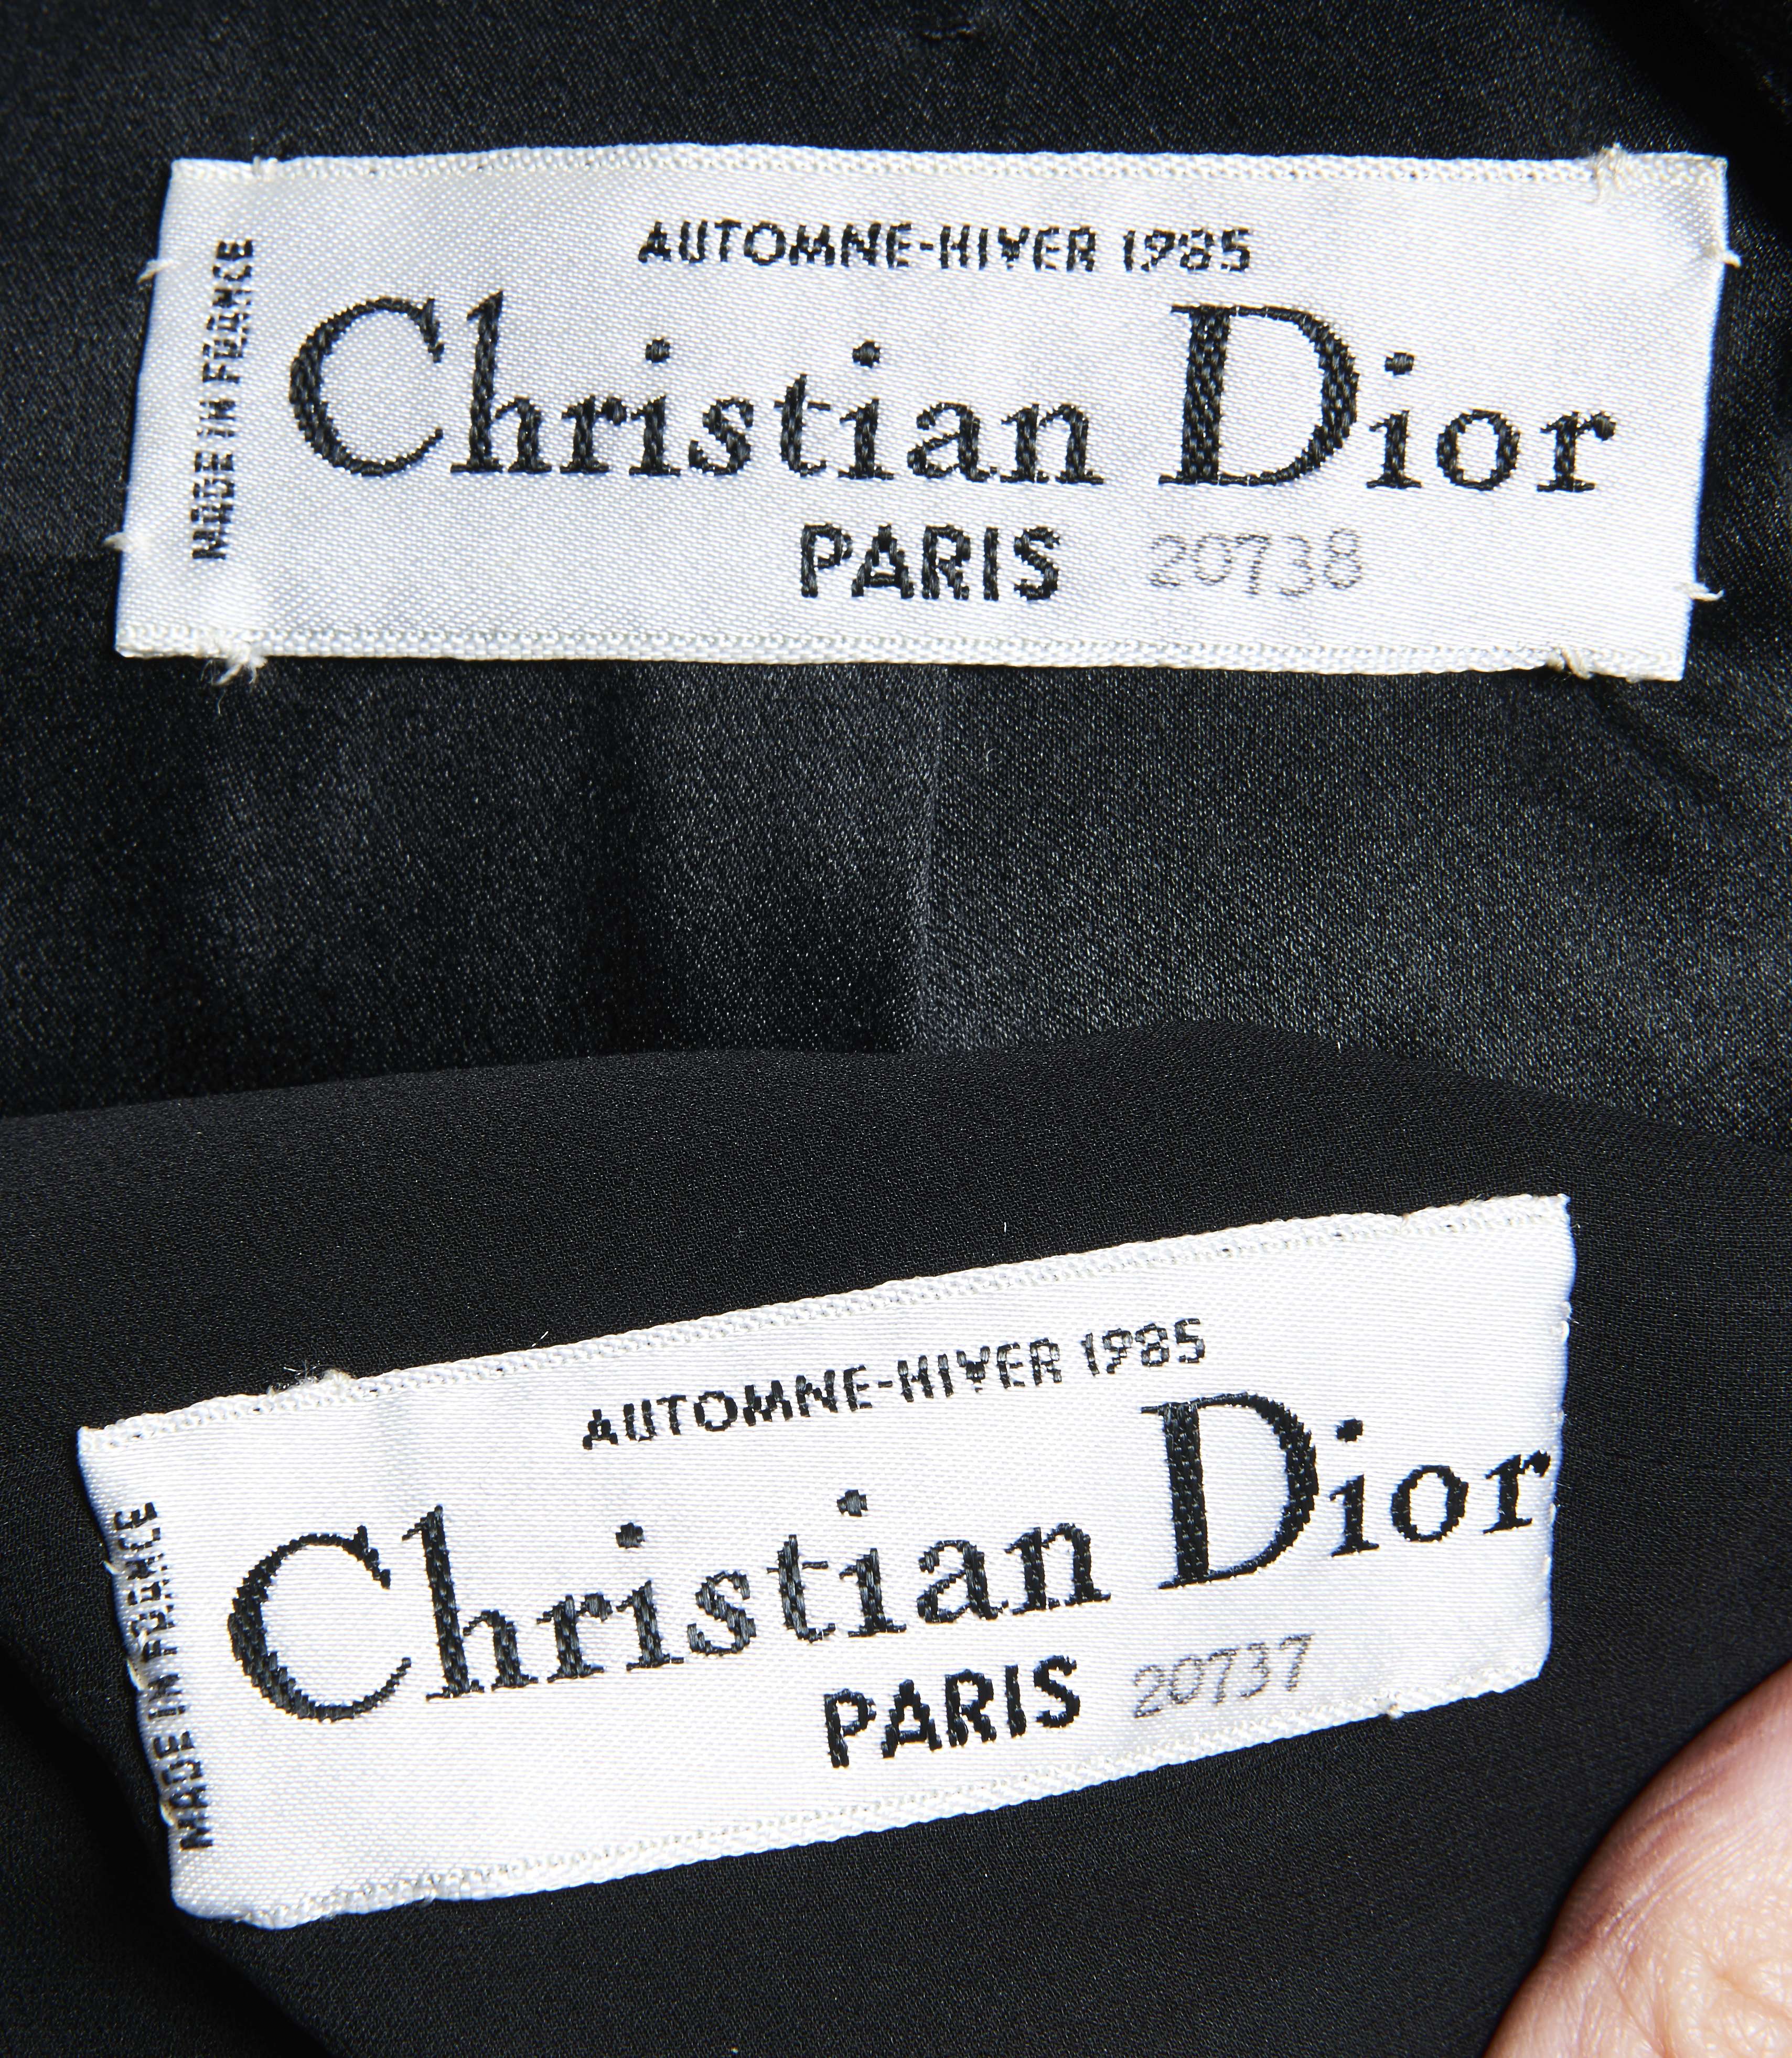 AUTOMNE-HIVER 1985
MADE IN FRANCE
Christian Dior
PARIS 20738
AUTOMNE-HIVER 1985
MADE IN FRANCE
Christian Dior
PARIS 20737